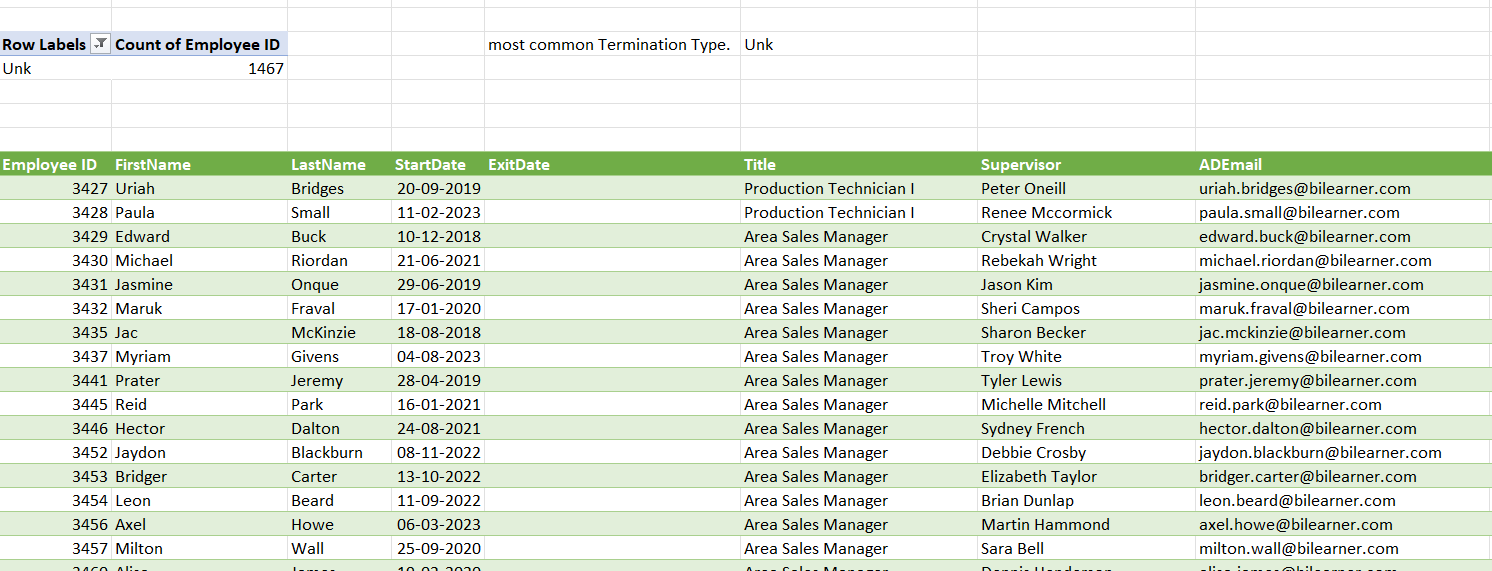 Row Labels Count of Employee ID most common Termination Type. Unk
Unk 1467
Employee ID FirstName LastName StartDate ExitDate Title Supervisor ADEmail
3427 Uriah Bridges 20-09-2019 Production Technician I Peter Oneill uriah.bridges@bilearner.com
3428 Paula Small 11-02-2023 Production Technician I Renee Mccormick paula.small@bilearner.com
3429 Edward Buck 10-12-2018 Area Sales Manager Crystal Walker edward.buck@bilearner.com
3430 Michael Riordan 21-06-2021 Area Sales Manager Rebekah Wright michael.riordan@bilearner.com
3431 Jasmine Onque 29-06-2019 Area Sales Manager Jason Kim jasmine.onque@bilearner.com
3432 Maruk Fraval 17-01-2020 Area Sales Manager Sheri Campos maruk.fraval@bilearner.com
3435 Jac McKinzie 18-08-2018 Area Sales Manager Sharon Becker jac.mckinzie@bilearner.com
3437 Myriam Givens 04-08-2023 Area Sales Manager Troy White myriam.givens@bilearner.com
3441 Prater Jeremy 28-04-2019 Area Sales Manager Tyler Lewis prater.jeremy@bilearner.com
3445 Reid Park 16-01-2021 Area Sales Manager Michelle Mitchell reid.park@bilearner.com
3446 Hector Dalton 24-08-2021 Area Sales Manager Sydney French hector.dalton@bilearner.com
3452 Jaydon Blackburn 08-11-2022 Area Sales Manager Debbie Crosby jaydon.blackburn@bilearner.com
3453 Bridger Carter 13-10-2022 Area Sales Manager Elizabeth Taylor bridger.carter@bilearner.com
3454 Leon Beard 11-09-2022 Area Sales Manager Brian Dunlap leon.beard@bilearner.com
3456 Axel Howe 06-03-2023 Area Sales Manager Martin Hammond axel.howe@bilearner.com
3457 Milton Wall 25-09-2020 Area Sales Manager Sara Bell milton.wall@bilearner.com